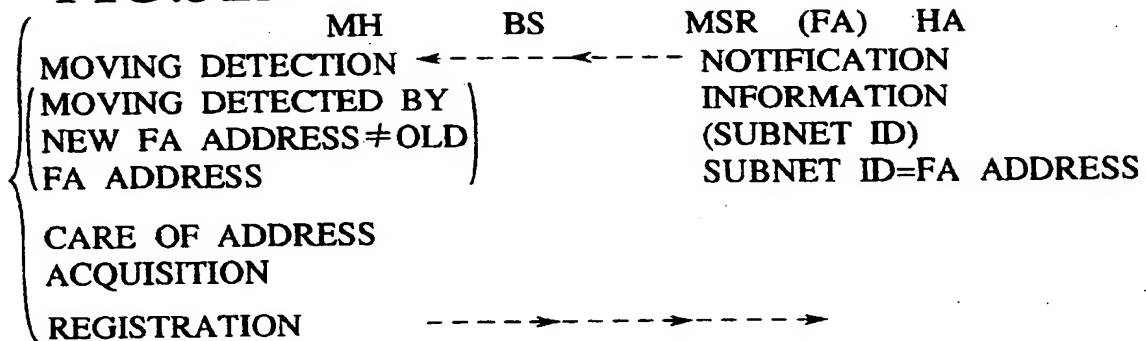 MH BS MSR (FA) HA
MOVING DETECTION NOTIFICATION
(MOVING DETECTED BY INFORMATION
NEW FA ADDRESS≠OLD (SUBNET ID)
FA ADDRESS) SUBNET ID=FA ADDRESS
CARE OF ADDRESS
ACQUISITION
REGISTRATION